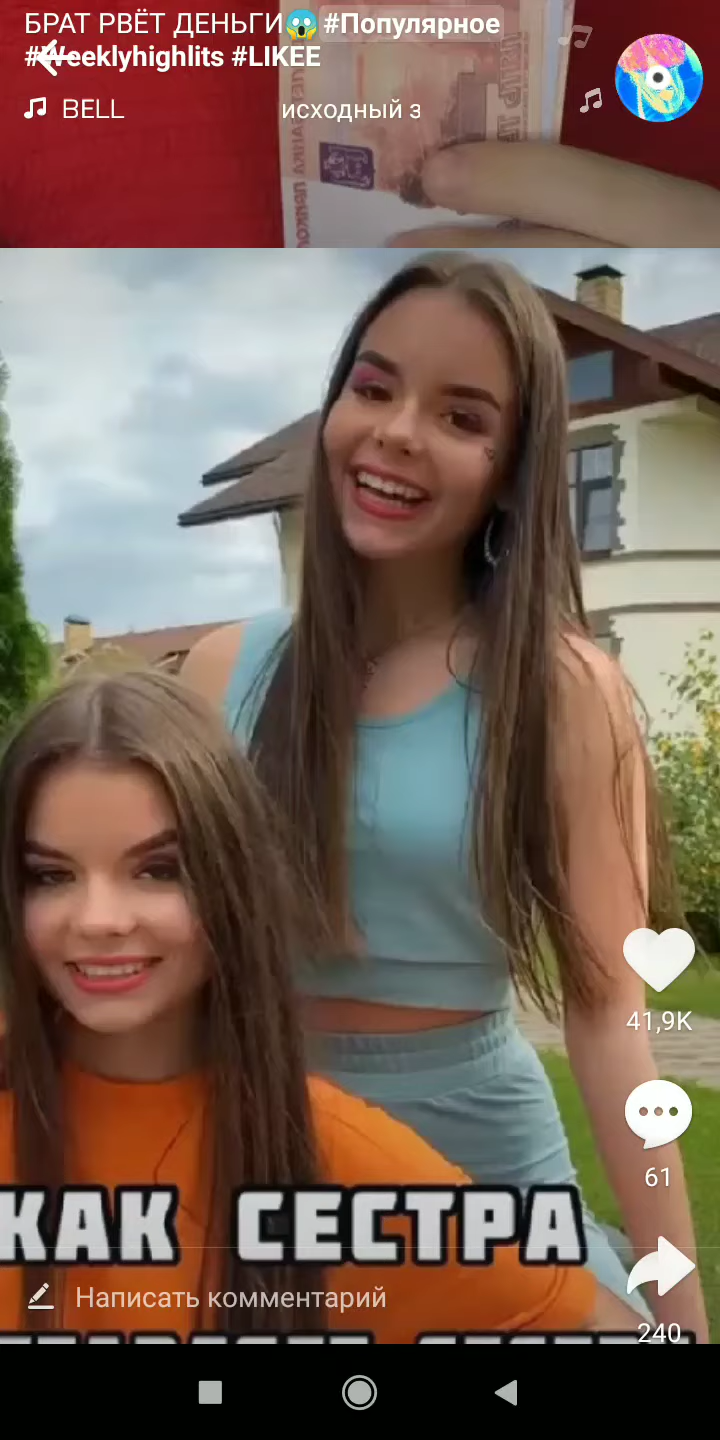 БРАТ РВЁТ ДЕНЬГИ😱 #Популярное
#Weeklyhighlits #LIKEE
BELL исходный з
41,9K
61
КАК СЕСТРА
Написать комментарий
240